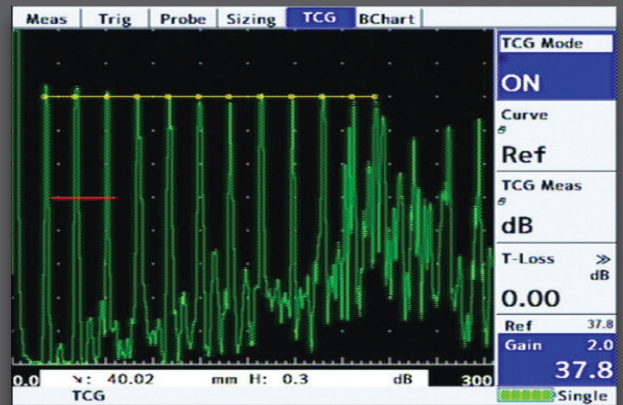 Meas Trig Probe Sizing TCG BChart
TCG Mode
ON
Curve
Ref
TCG Meas
dB
T-Loss »
dB
0.00
Ref 37.8
Gain 2.0
37.8
0.0 ↘: 40.02 mm H: 0.3 dB 300
TCG Single